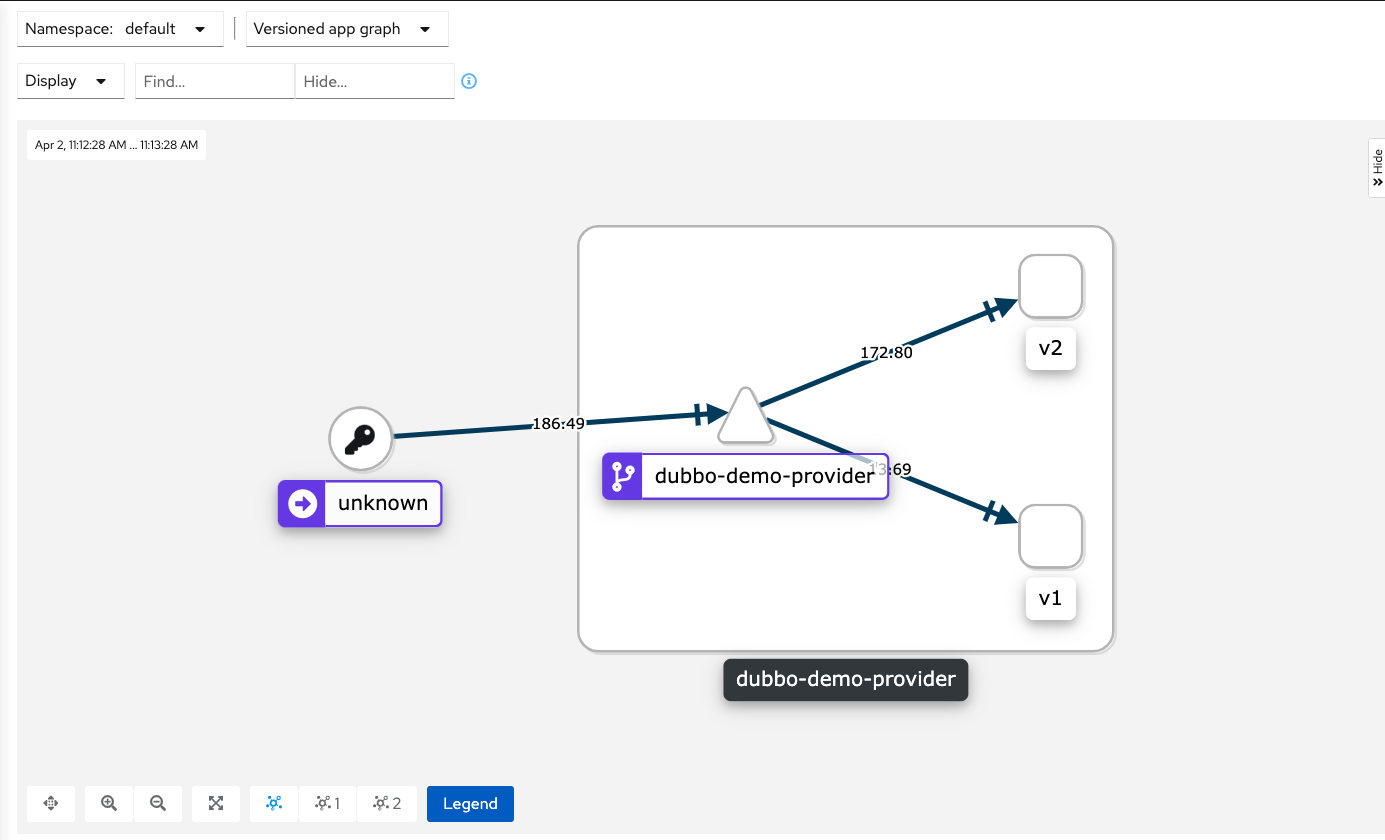 Namespace: default
Versioned app graph
Display
Find...
Hide...
Apr 2, 11:12:28 AM ... 11:13:28 AM
Hide
v2
172.80
186.49
13.69
dubbo-demo-provider
unknown
v1
dubbo-demo-provider
1
2
Legend